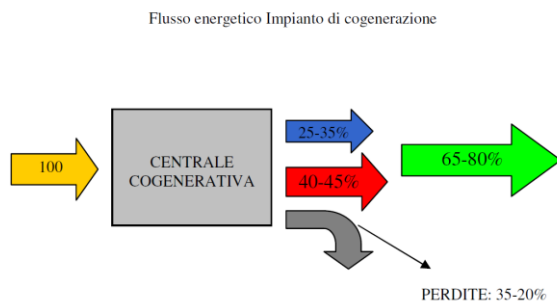 Flusso energetico Impianto di cogenerazione
25-35%
100
CENTRALE
COGENERATIVA
40-45%
65-80%
PERDITE: 35-20%